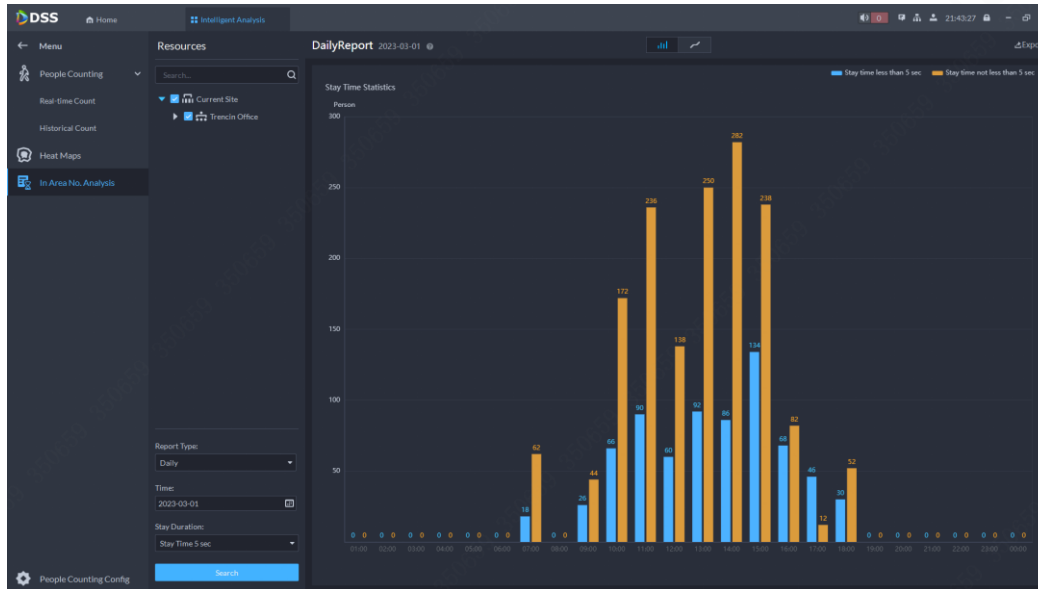 DSS Home Intelligent Analysis 0 21:43:27
Menu
People Counting
Real-time Count
Historical Count
Heat Maps
In Area No. Analysis
People Counting Config
Resources
Search...
Current Site
Trencin Office
Report Type:
Daily
Time:
2023-03-01
Stay Duration:
Stay Time 5 sec
Search
DailyReport 2023-03-01
Expo
Stay time less than 5 sec Stay time not less than 5 sec
Stay Time Statistics
Person
300
282
250 250
236 238
200
172
150
138 134
100
90 92 86 82
66 60 68
62
50 52
44 46
26 30
18 12
0 0 0 0 0 0 0 0 0 0 0 0 0 0 0 0 0 0 0 0 0 0 0 0 0 0
01:00 02:00 03:00 04:00 05:00 06:00 07:00 08:00 09:00 10:00 11:00 12:00 13:00 14:00 15:00 16:00 17:00 18:00 19:00 20:00 21:00 22:00 23:00 00:00